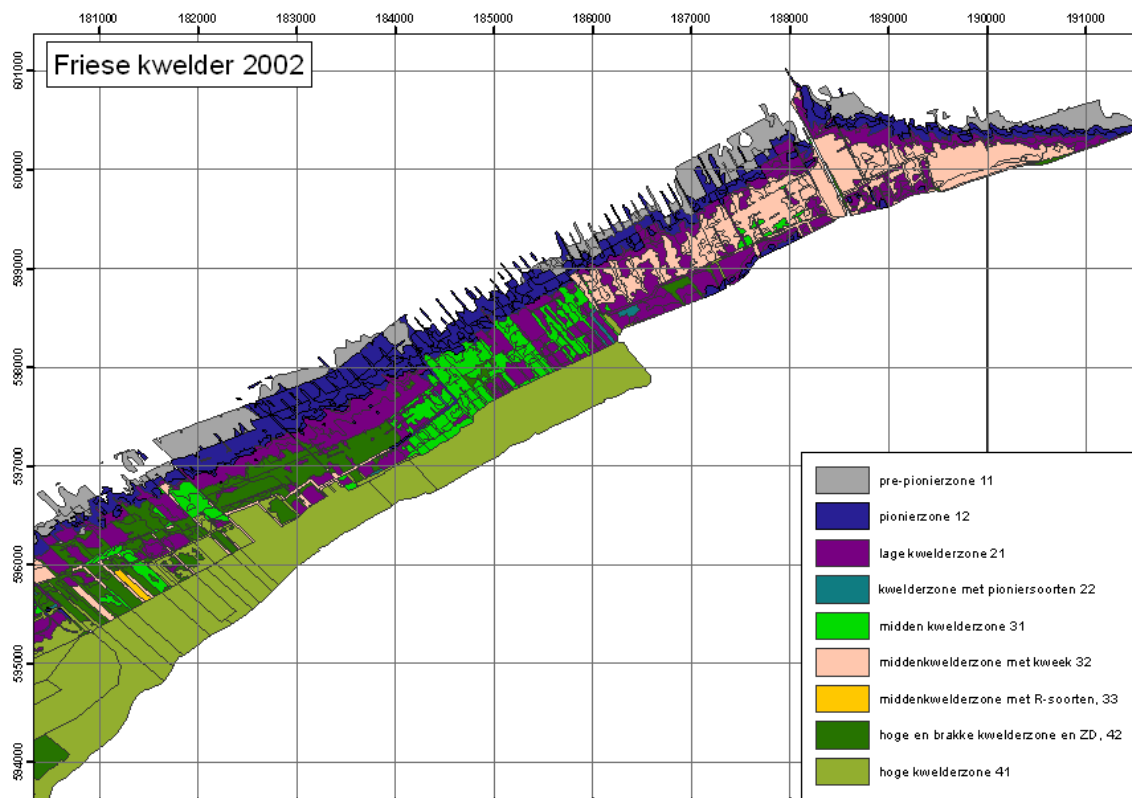 181000 182000 183000 184000 185000 186000 187000 188000 189000 190000 191000
Friese kwelder 2002
601000
600000
599000
598000
597000
596000
595000
594000
pre-pionierzone 11
pionierzone 12
lage kwelderzone 21
kwelderzone met pioniersoorten 22
midden kwelderzone 31
middenkwelderzone met kweek 32
middenkwelderzone met R-soorten, 33
hoge en brakke kwelderzone en ZD, 42
hoge kwelderzone 41